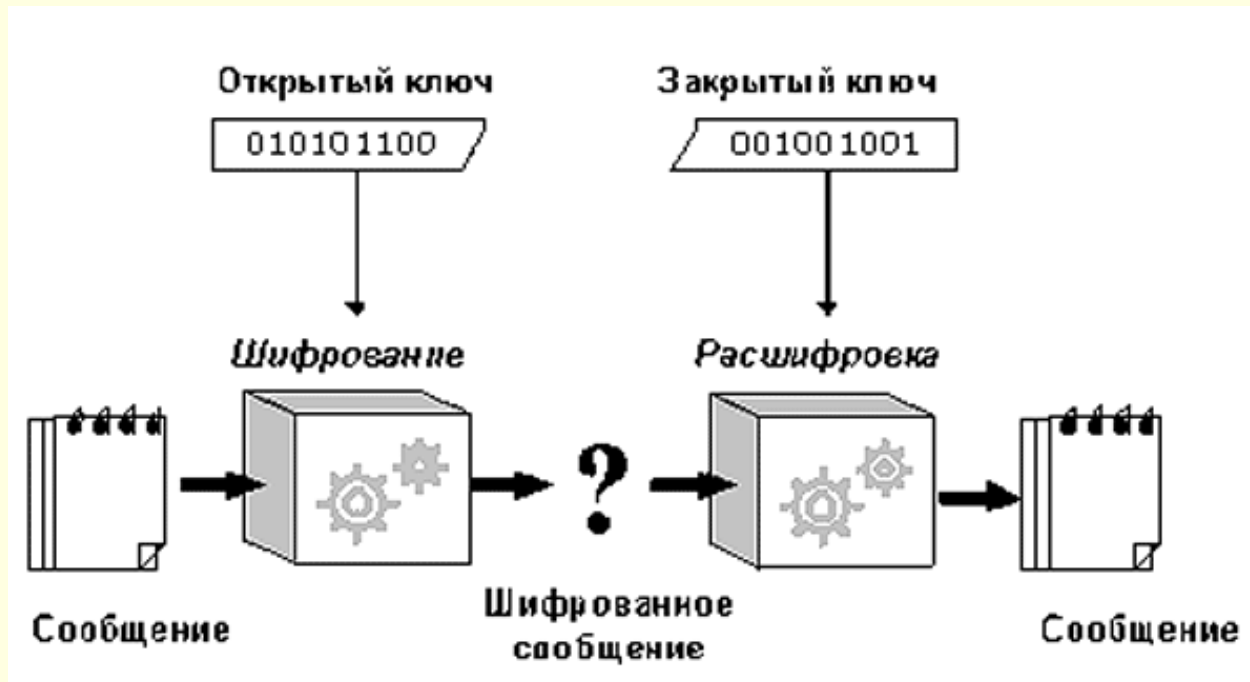 Открытый ключ
Закрытый ключ
010101100
001001001
Шифрование
Расшифровка
Шифрованное
сообщение
Сообщение
Сообщение